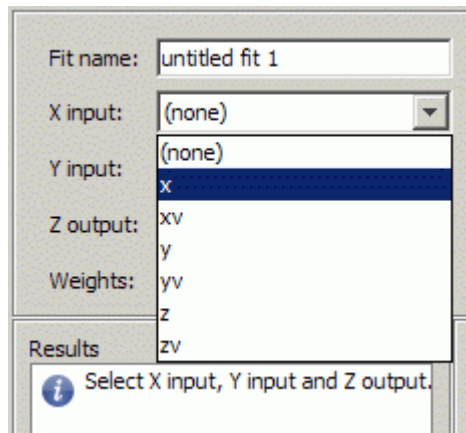 Fit name: untitled fit 1
X input: (none)
(none)
Y input:
x
xv
Z output:
y
Weights: yv
z
Results zv
Select X input, Y input and Z output.